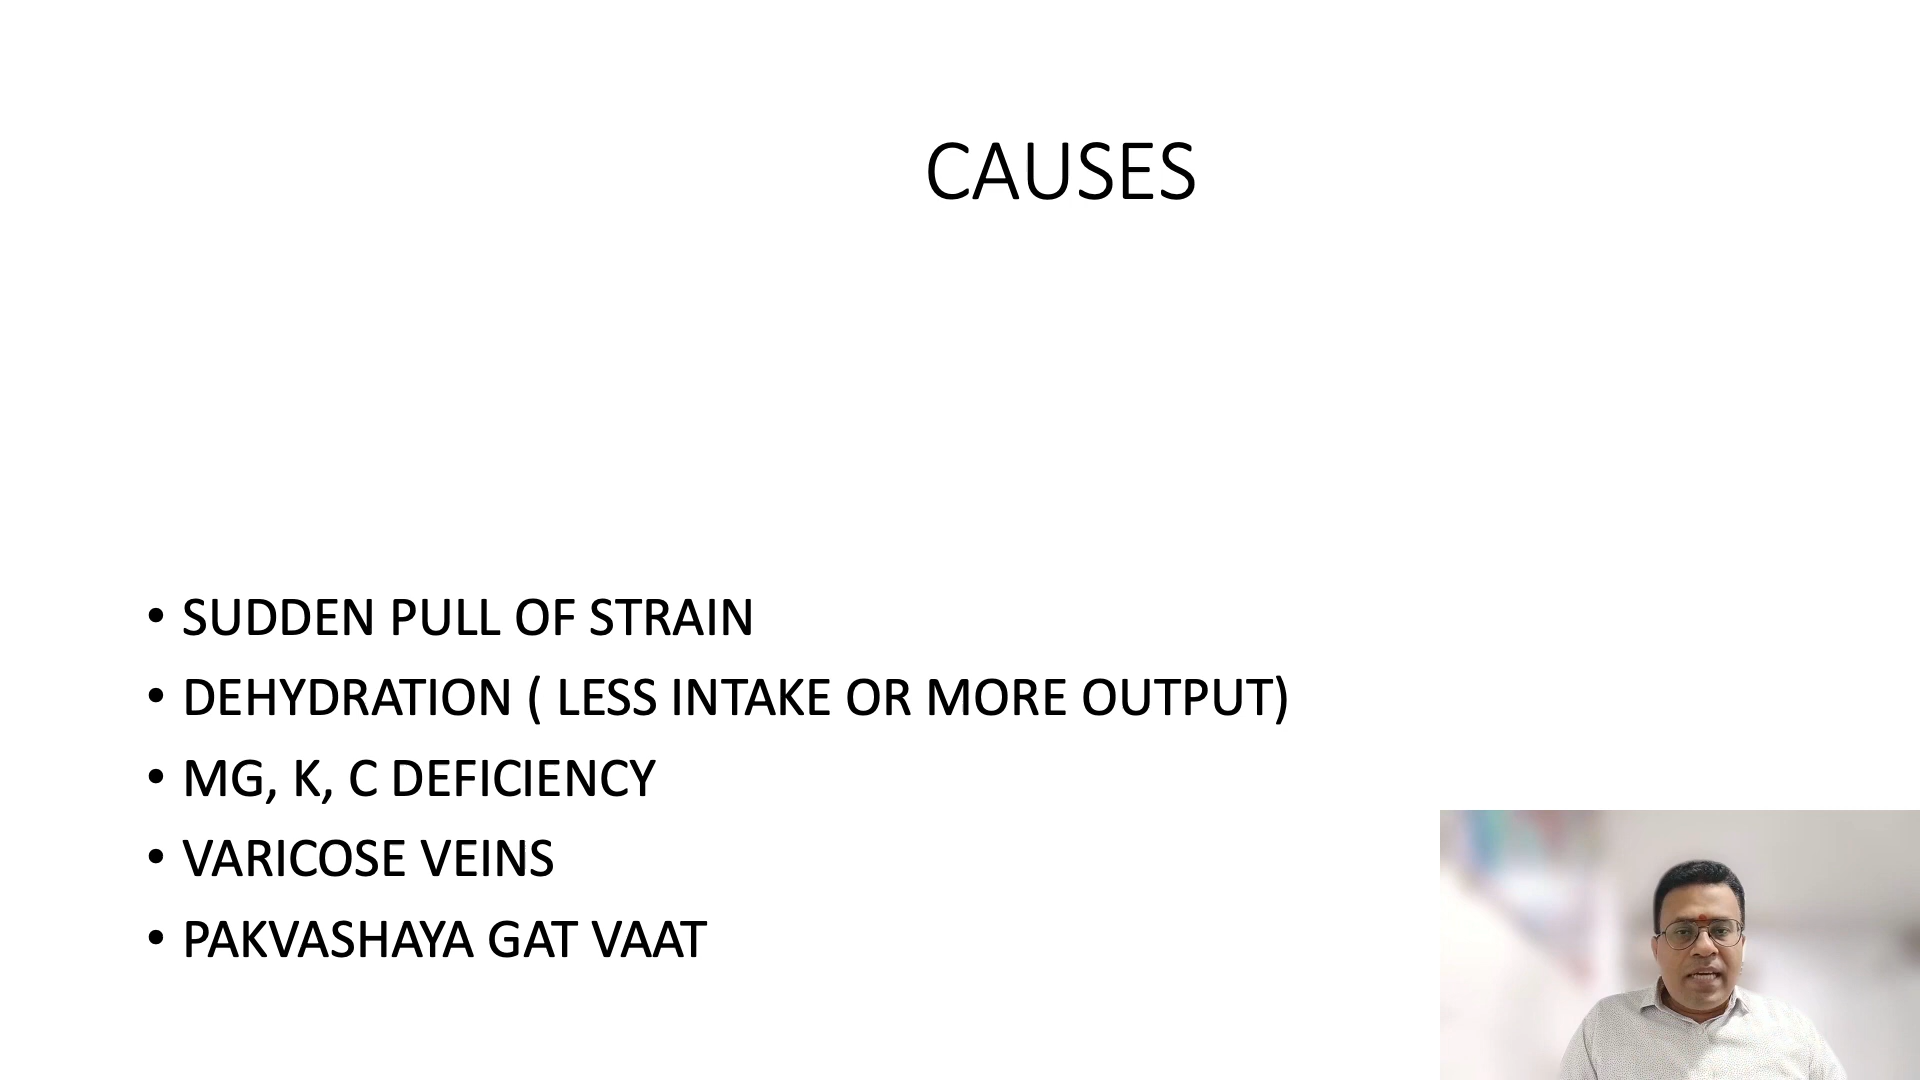 CAUSES
• SUDDEN PULL OF STRAIN
• DEHYDRATION ( LESS INTAKE OR MORE OUTPUT)
• MG, K, C DEFICIENCY
• VARICOSE VEINS
• PAKVASHAYA GAT VAAT